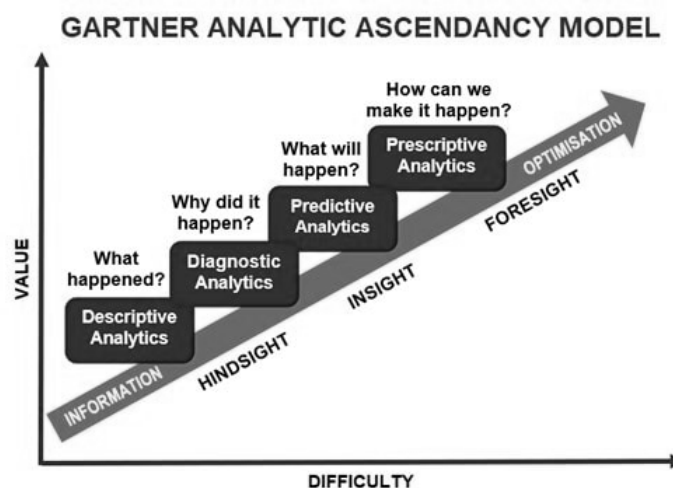 GARTNER ANALYTIC ASCENDANCY MODEL
How can we
make it happen?
Prescriptive
Analytics
What will
happen?
Predictive
Analytics
Why did it
happen?
Diagnostic
Analytics
What
happened?
Descriptive
Analytics
INFORMATION
OPTIMISATION
HINDSIGHT
INSIGHT
FORESIGHT
VALUE
DIFFICULTY